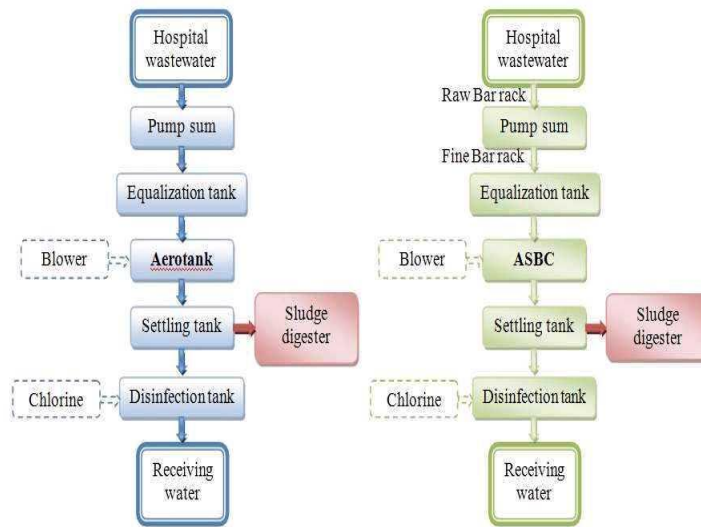 Hospital
wastewater
Pump sum
Equalization tank
Blower
Aerotank
Settling tank
Sludge
digester
Chlorine
Disinfection tank
Receiving
water
Hospital
wastewater
Raw Bar rack
Pump sum
Fine Bar rack
Equalization tank
Blower
ASBC
Settling tank
Sludge
digester
Chlorine
Disinfection tank
Receiving
water